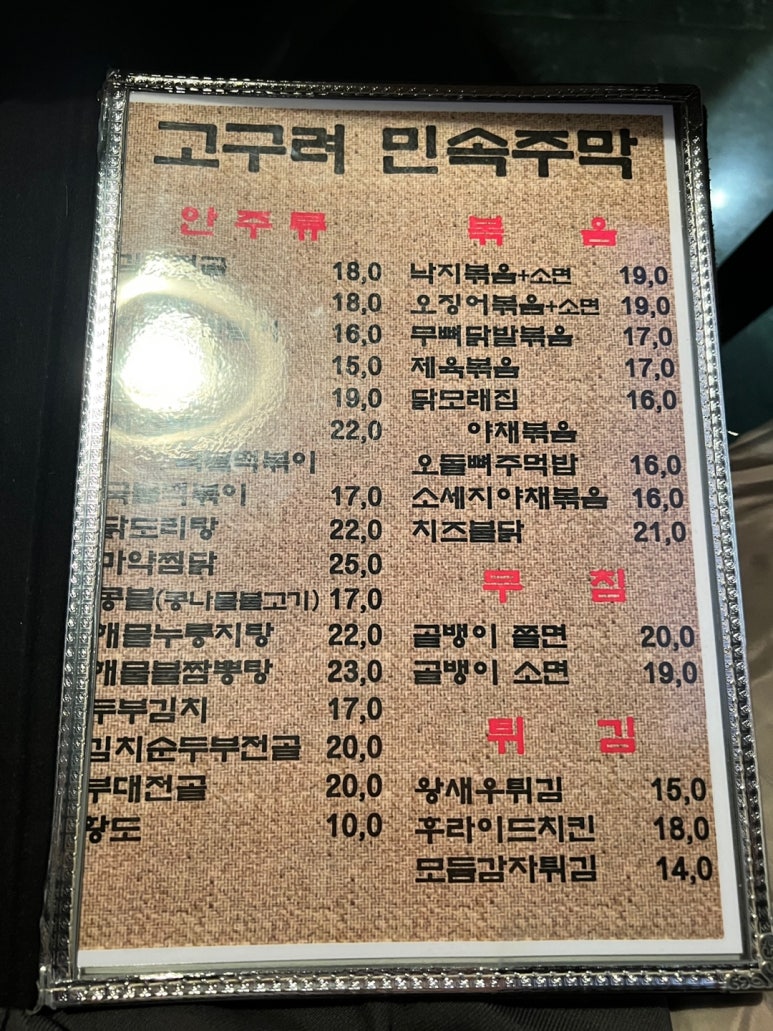 고구려 민속주막
안주류
전골 18,0
18,0
16,0
15,0
19,0
22,0
떡볶이
국물떡볶이 17,0
닭도리탕 22,0
마약찜닭 25,0
콩불(콩나물불고기) 17,0
해물누룽지탕 22,0
해물불짬뽕탕 23,0
두부김치 17,0
김치순두부전골 20,0
부대전골 20,0
황도 10,0
볶음
낙지볶음+소면 19,0
오징어볶음+소면 19,0
무뼈닭발볶음 17,0
제육볶음 17,0
닭모래집 16,0
야채볶음
오돌뼈주먹밥 16,0
소세지야채볶음 16,0
치즈불닭 21,0
무침
골뱅이 쫄면 20,0
골뱅이 소면 19,0
튀김
왕새우튀김 15,0
후라이드치킨 18,0
모듬감자튀김 14,0